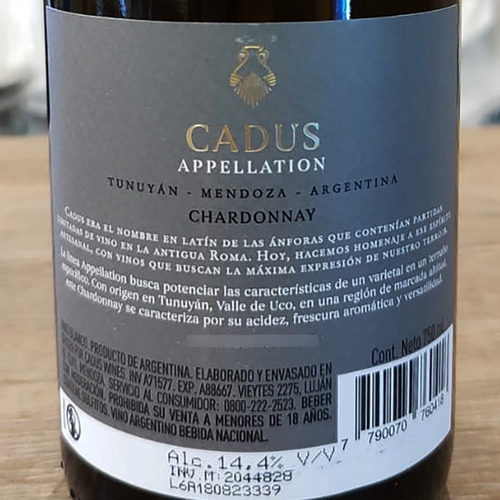 CADUS
APPELLATION
TUNUYÁN - MENDOZA - ARGENTINA
CHARDONNAY
CADUS ERA EL NOMBRE EN LATÍN DE LAS ÁNFORAS QUE CONTENÍAN PARTIDAS
LIMITADAS DE VINO EN LA ANTIGUA ROMA. HOY, HACEMOS HOMENAJE A ESE ESPÍRITU
ARTESANAL, CON VINOS QUE BUSCAN LA MÁXIMA EXPRESIÓN DE NUESTRO TERROIR.
La línea Appellation busca potenciar las características de un varietal en un terruño
específico. Con origen en Tunuyán, Valle de Uco, en una región de marcada altitud,
este Chardonnay se caracteriza por su acidez, frescura aromática y versatilidad.
Cont. Neto 750 ml
VINO BLANCO. PRODUCTO DE ARGENTINA. ELABORADO Y ENVASADO EN
POR CADUS WINES. INV A71577. EXP. A88667. VIEYTES 2275, LUJÁN
MENDOZA. SERVICIO AL CONSUMIDOR: 0800-222-2523. BEBER
MODERACIÓN. PROHIBIDA SU VENTA A MENORES DE 18 AÑOS.
SULFITOS. VINO ARGENTINO BEBIDA NACIONAL.
7 790070 760418
Alc. 14,4% V/V
INV. M: 2044828
L6A180823339